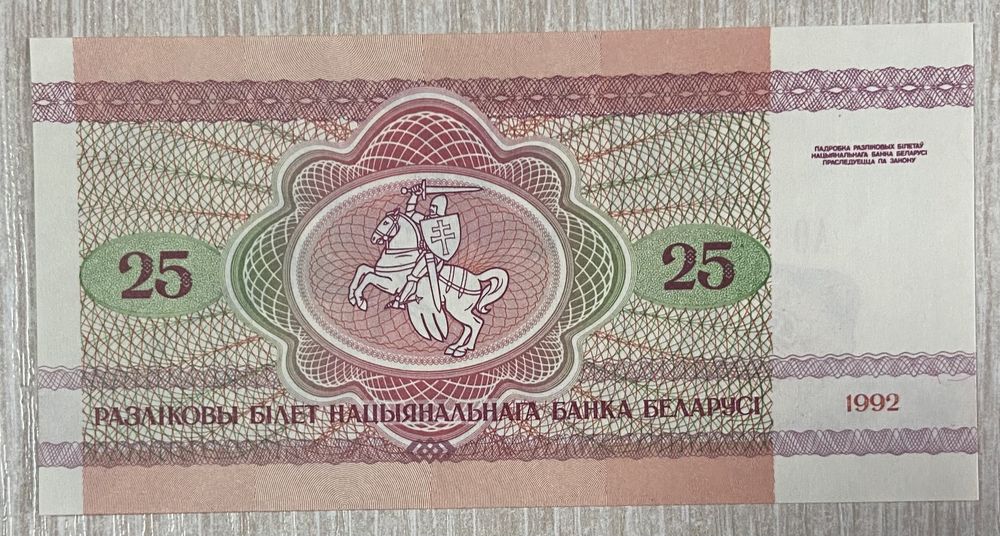 ПАДРОБКА РАЗЛІКОВЫХ БІЛЕТАЎ
НАЦЫЯНАЛЬНАГА БАНКА БЕЛАРУСІ
ПРАСЛЕДУЕЦЦА ПА ЗАКОНУ
25
25
РАЗЛІКОВЫ БІЛЕТ НАЦЫЯНАЛЬНАГА БАНКА БЕЛАРУСІ
1992